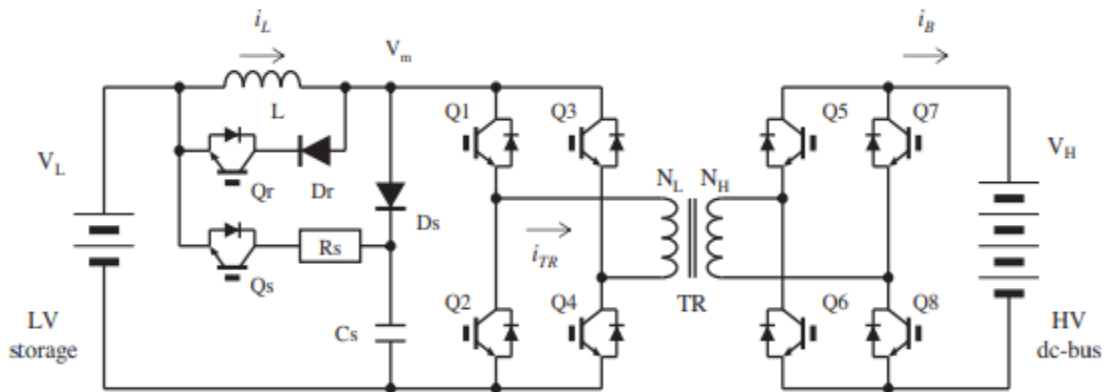 i_L
i_B
V_m
L
Q1
Q3
Q5
Q7
V_L
V_H
Qr
Dr
N_L
N_H
Ds
Rs
i_TR
Qs
TR
Q2
Q4
Q6
Q8
LV
storage
Cs
HV
dc-bus